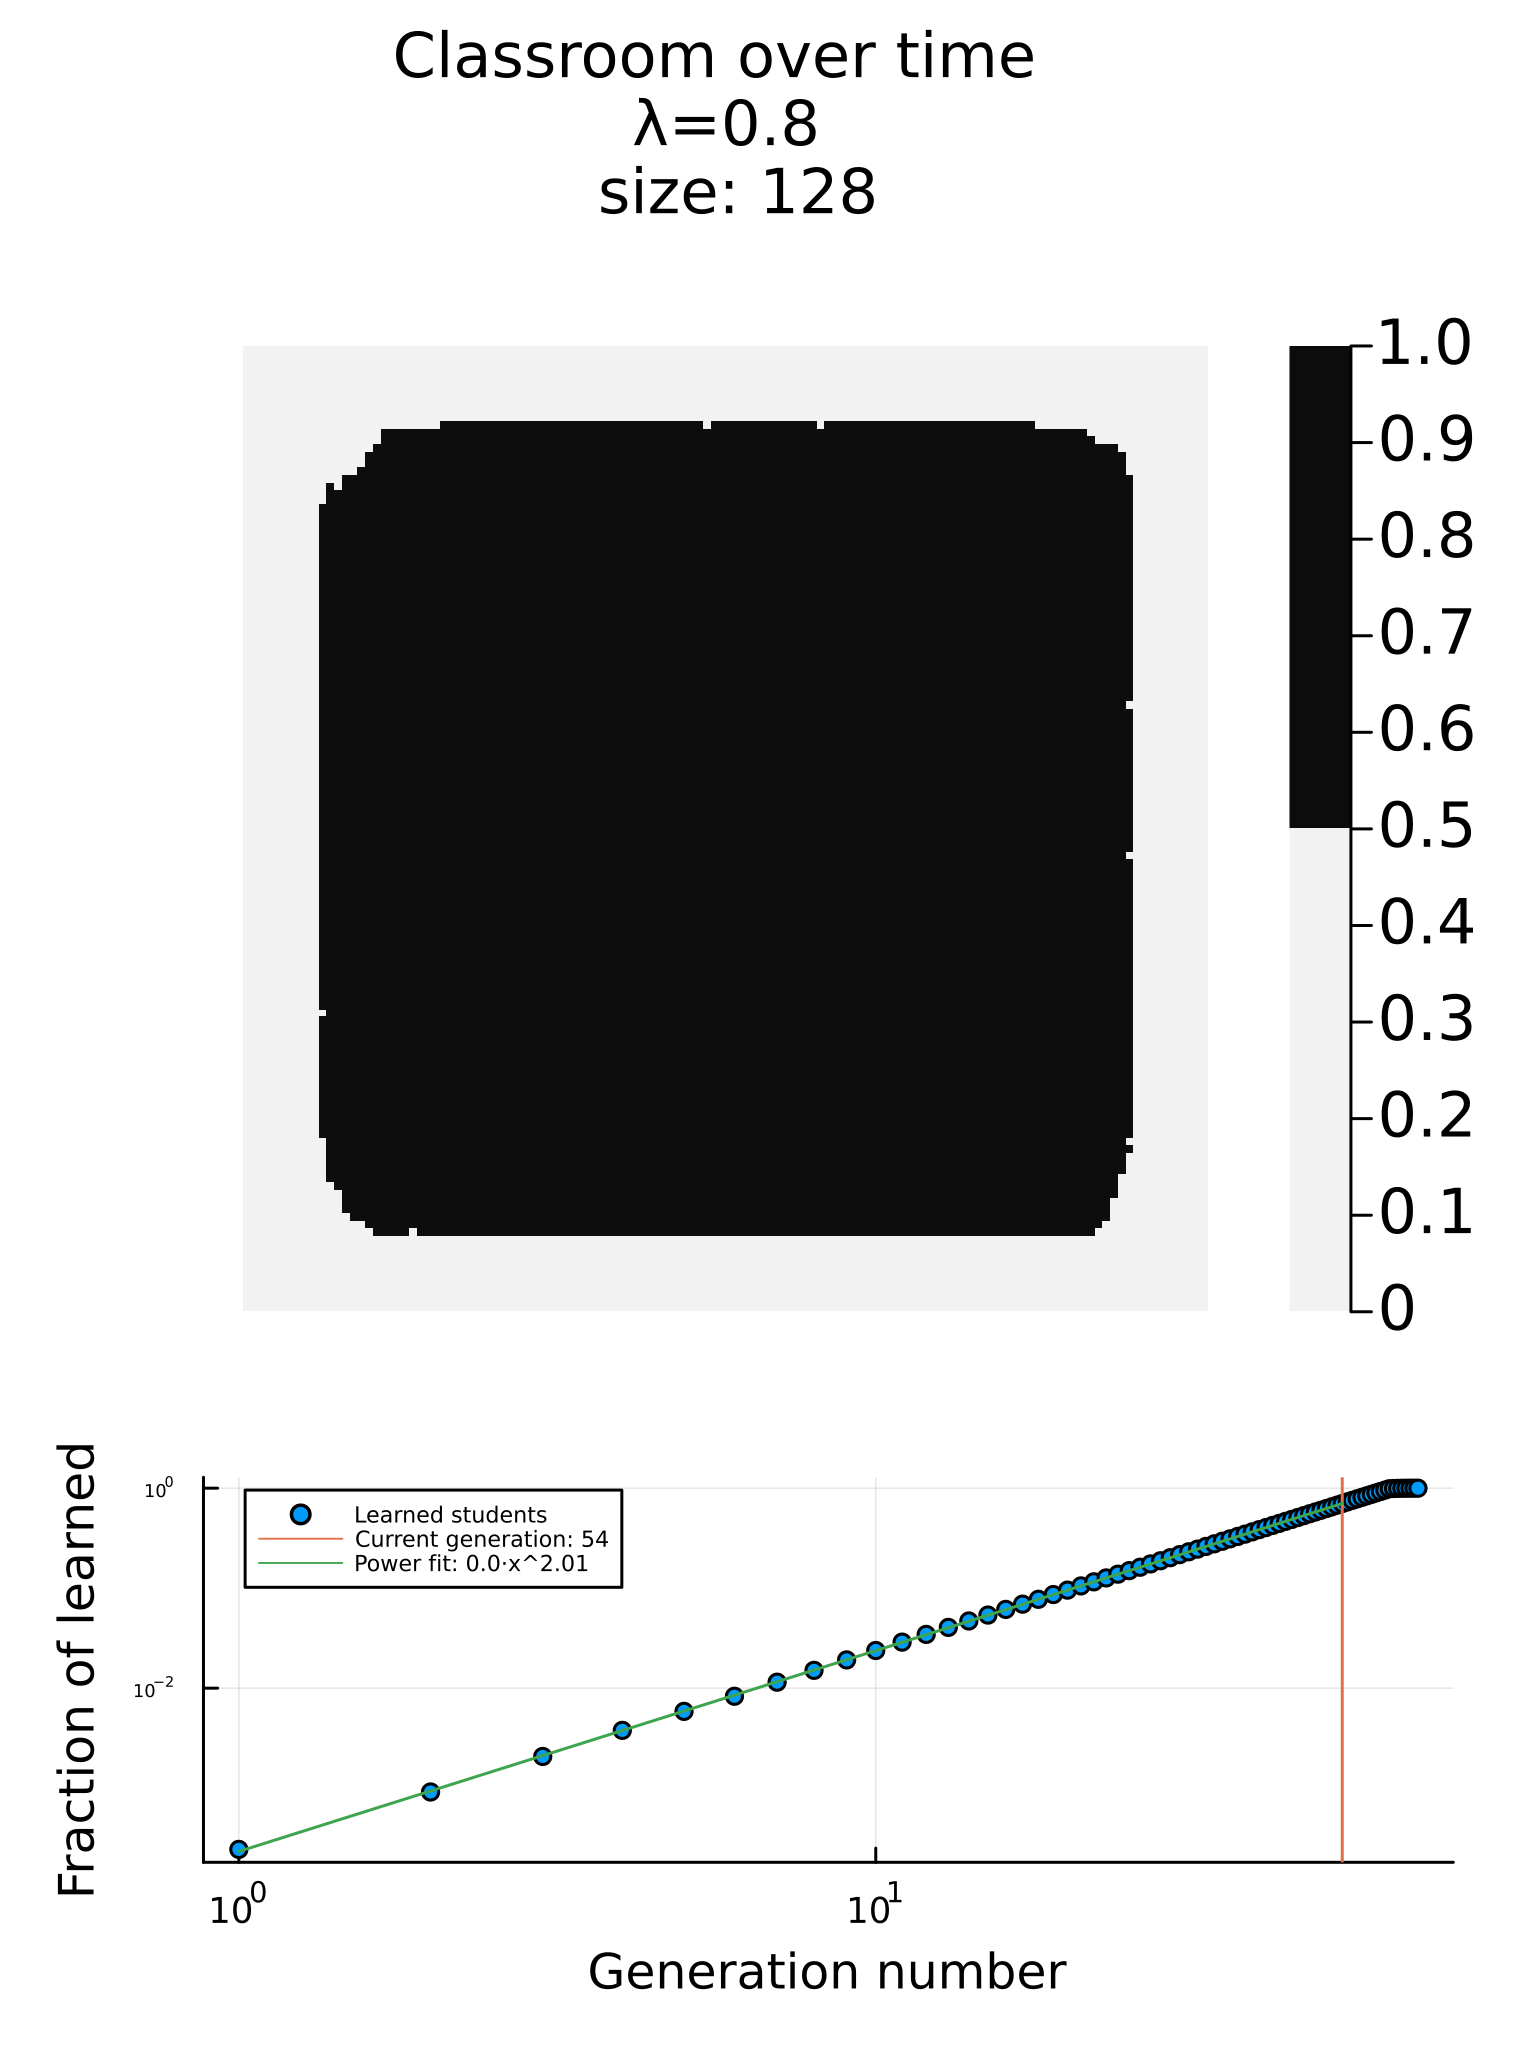 Classroom over time
λ=0.8
size: 128
1.0
0.9
0.8
0.7
0.6
0.5
0.4
0.3
0.2
0.1
0
Fraction of learned
10^0
10^-2
Learned students
Current generation: 54
Power fit: 0.0·x^2.01
10^0
10^1
Generation number